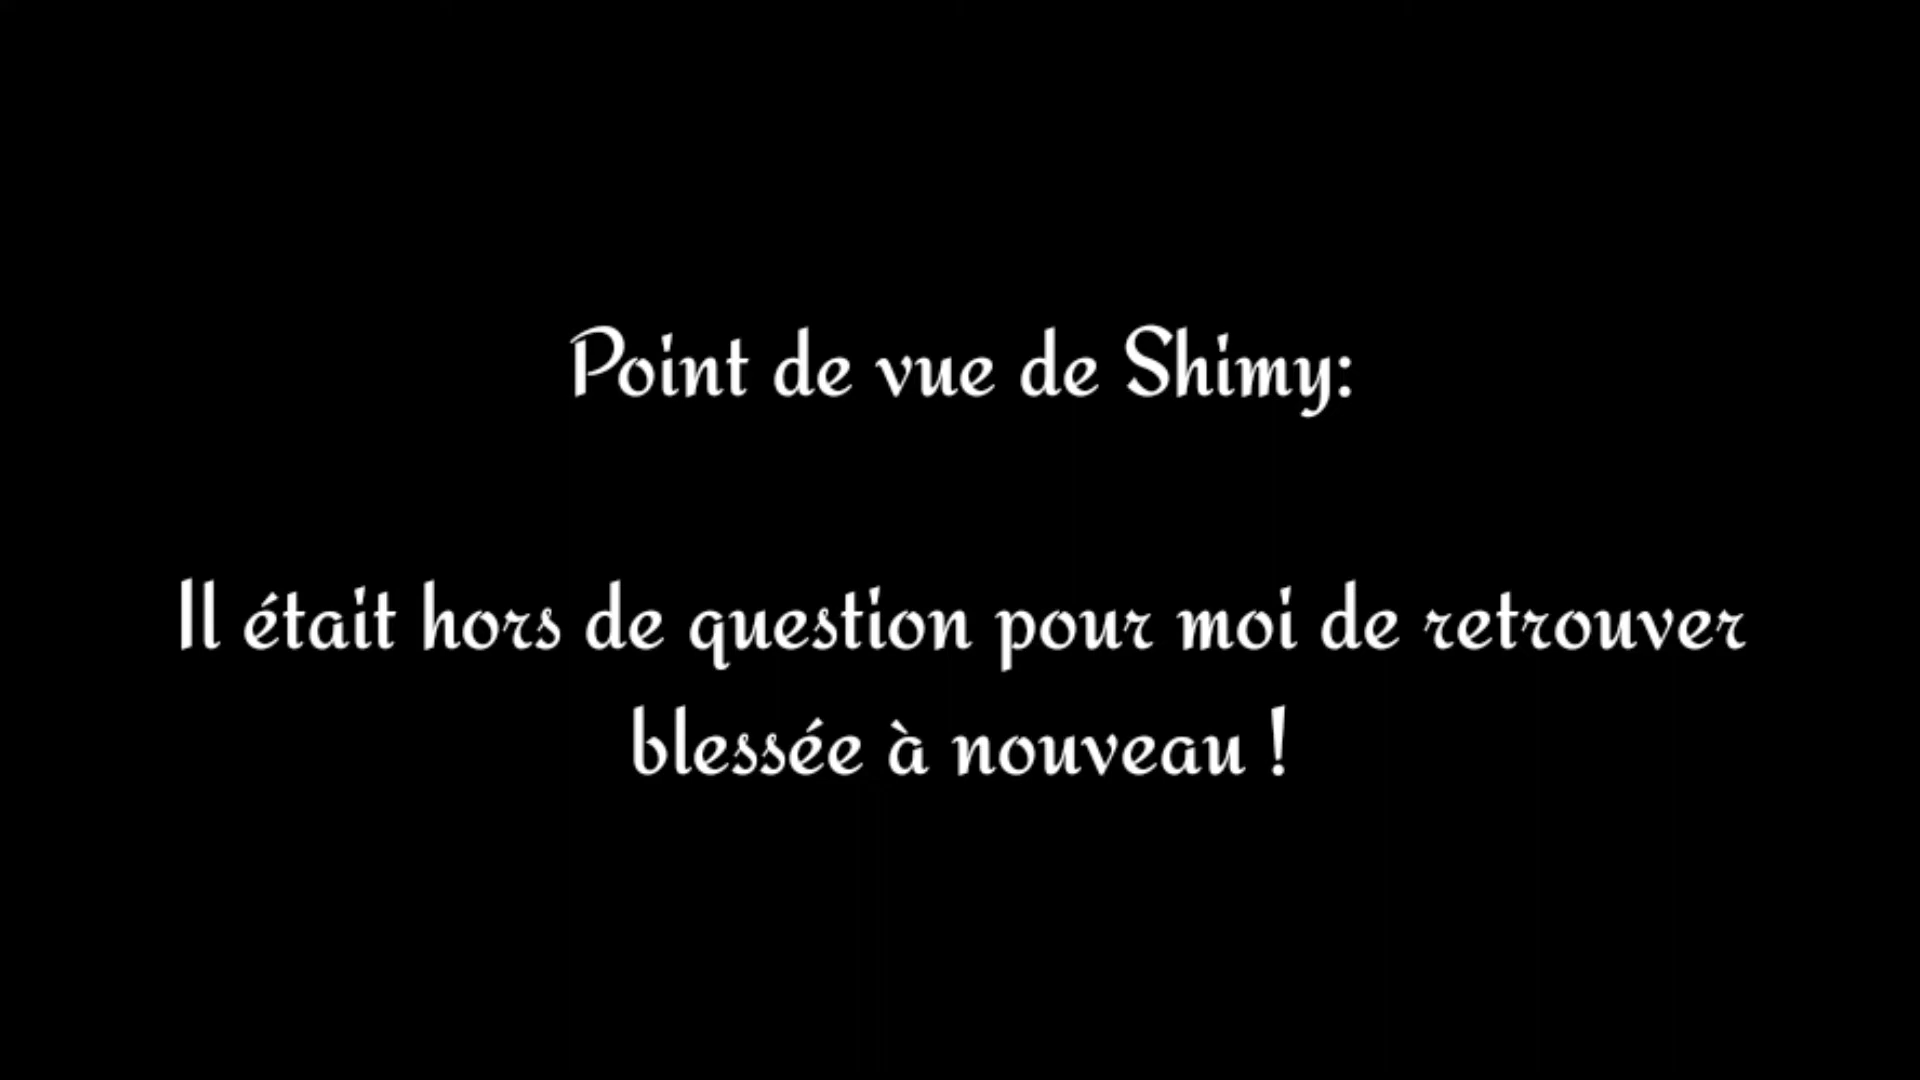 Point de vue de Shimy:
Il était hors de question pour moi de retrouver
blessée à nouveau !